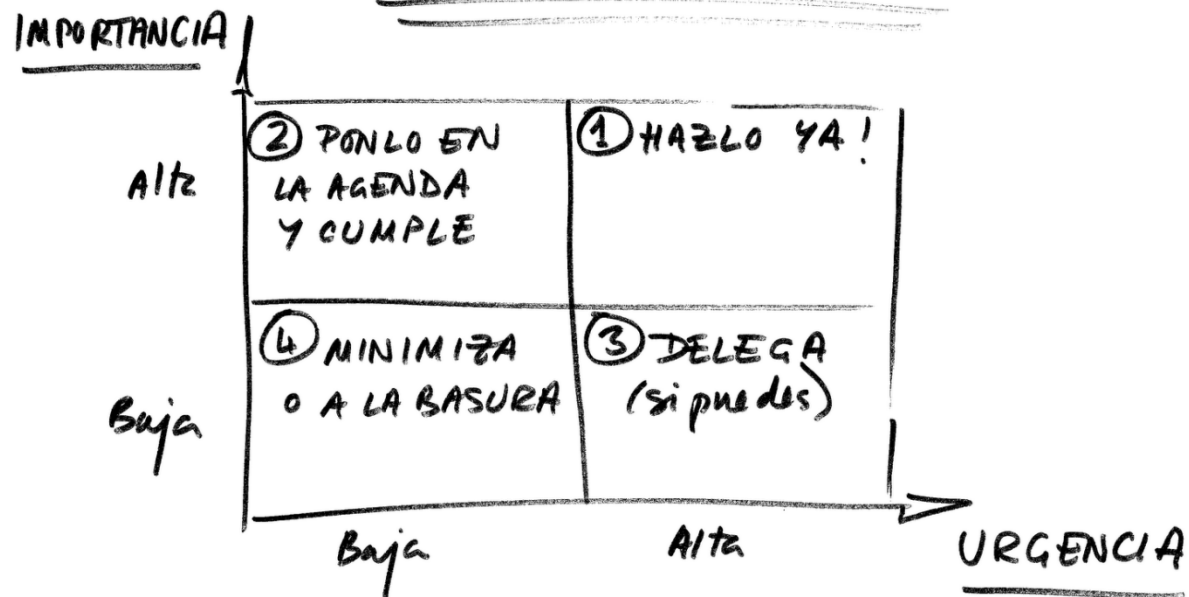 IMPORTANCIA
② PONLO EN
LA AGENDA
Y CUMPLE
① HAZLO YA!
Alta
④ MINIMIZA
O A LA BASURA
③ DELEGA
(si puedes)
Baja
Baja
Alta
URGENCIA